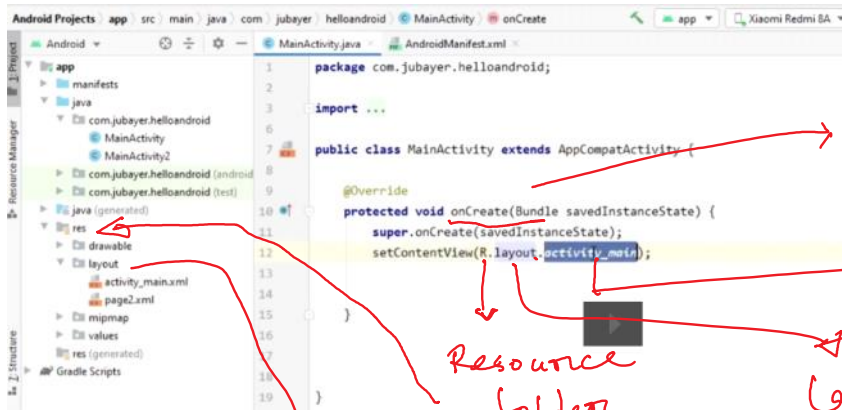 Android Projects app src main java com jubayer helloandroid MainActivity onCreate app Xiaomi Redmi 8A
Android
MainActivity.java AndroidManifest.xml
1: Project
Resource Manager
Z: Structure
app
manifests
java
com.jubayer.helloandroid
MainActivity
MainActivity2
com.jubayer.helloandroid (android
com.jubayer.helloandroid (test)
java (generated)
res
drawable
layout
activity_main.xml
page2.xml
mipmap
values
res (generated)
Gradle Scripts
1 package com.jubayer.helloandroid;
2
3 import ...
6
7 public class MainActivity extends AppCompatActivity {
8
9 @Override
10 protected void onCreate(Bundle savedInstanceState) {
11 super.onCreate(savedInstanceState);
12 setContentView(R.layout.activity_main);
13
14
15 }
16
17
18
19 }
Resource